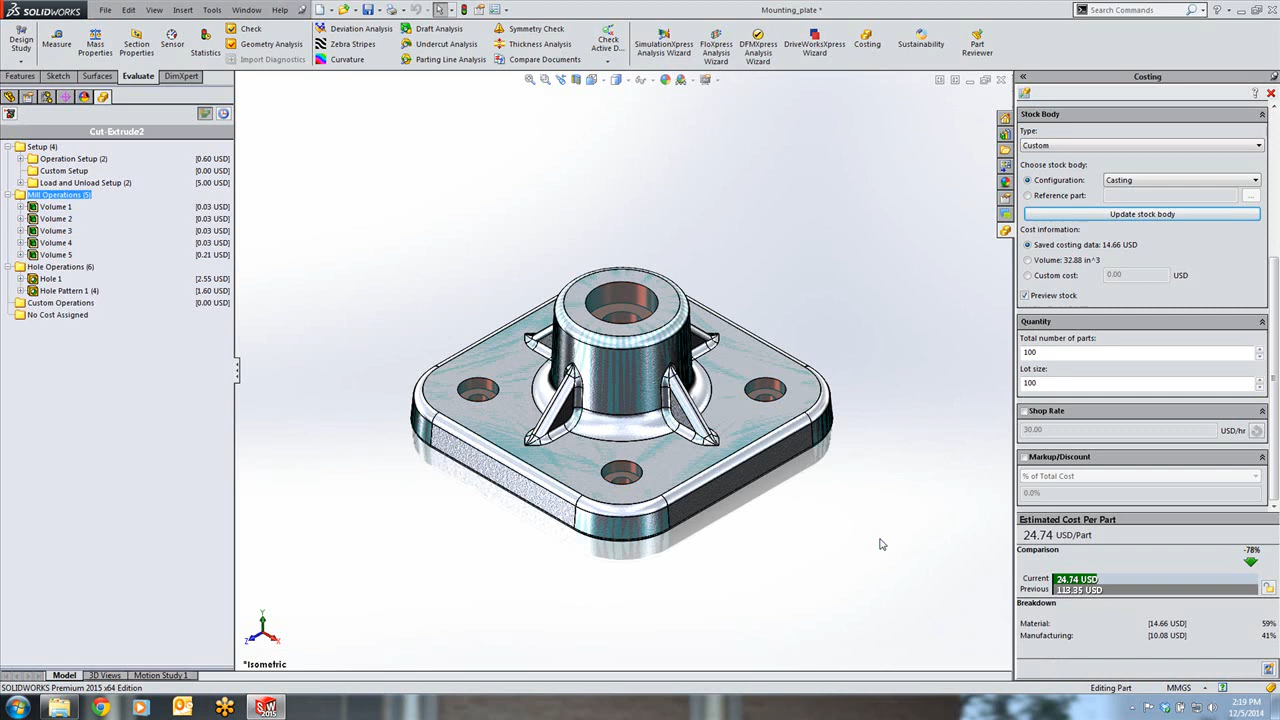 SOLIDWORKS
File
Edit
View
Insert
Tools
Window
Help
Mounting_plate *
Search Commands
Design Study
Measure
Mass Properties
Section Properties
Sensor
Statistics
Check
Geometry Analysis
Import Diagnostics
Deviation Analysis
Zebra Stripes
Curvature
Draft Analysis
Undercut Analysis
Parting Line Analysis
Symmetry Check
Thickness Analysis
Compare Documents
Check Active D...
SimulationXpress Analysis Wizard
FloXpress Analysis Wizard
DFMXpress Analysis Wizard
DriveWorksXpress Wizard
Costing
Sustainability
Part Reviewer
Features
Sketch
Surfaces
Evaluate
DimXpert
Cut-Extrude2
Setup (4)
Operation Setup (2) [0.60 USD]
Custom Setup [0.00 USD]
Load and Unload Setup (2) [5.00 USD]
Mill Operations (5)
Volume 1 [0.03 USD]
Volume 2 [0.03 USD]
Volume 3 [0.03 USD]
Volume 4 [0.03 USD]
Volume 5 [0.21 USD]
Hole Operations (6)
Hole 1 [2.55 USD]
Hole Pattern 1 (4) [1.60 USD]
Custom Operations [0.00 USD]
No Cost Assigned
Y
X
Z
*Isometric
Costing
Stock Body
Type:
Custom
Choose stock body:
Configuration: Casting
Reference part: ...
Update stock body
Cost information:
Saved costing data: 14.66 USD
Volume: 32.88 in^3
Custom cost: 0.00 USD
Preview stock
Quantity
Total number of parts:
100
Lot size:
100
Shop Rate
30.00 USD/hr
Markup/Discount
% of Total Cost
0.0%
Estimated Cost Per Part
24.74 USD/Part
Comparison -78%
Current 24.74 USD
Previous 113.35 USD
Breakdown
Material: [14.66 USD] 59%
Manufacturing: [10.08 USD] 41%
Model
3D Views
Motion Study 1
SOLIDWORKS Premium 2015 x64 Edition
Editing Part
MMGS
2:19 PM
12/5/2014